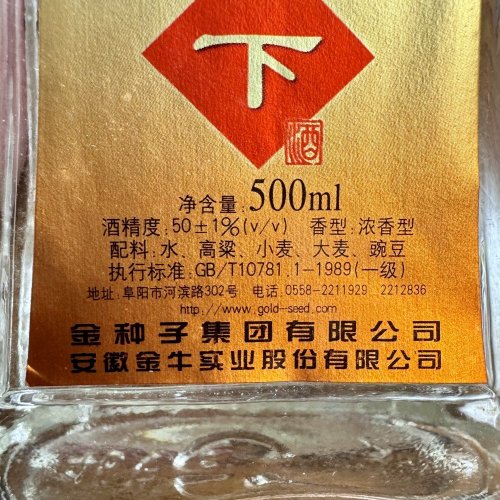 下
酒
净含量:500ml
酒精度:50±1%(v/v) 香型:浓香型
配料:水、高粱、小麦、大麦、豌豆
执行标准:GB/T10781.1-1989(一级)
地址:阜阳市河滨路302号 电话:0558-2211929 2212836
http://www.gold-seed.com
金种子集团有限公司
安徽金牛实业股份有限公司